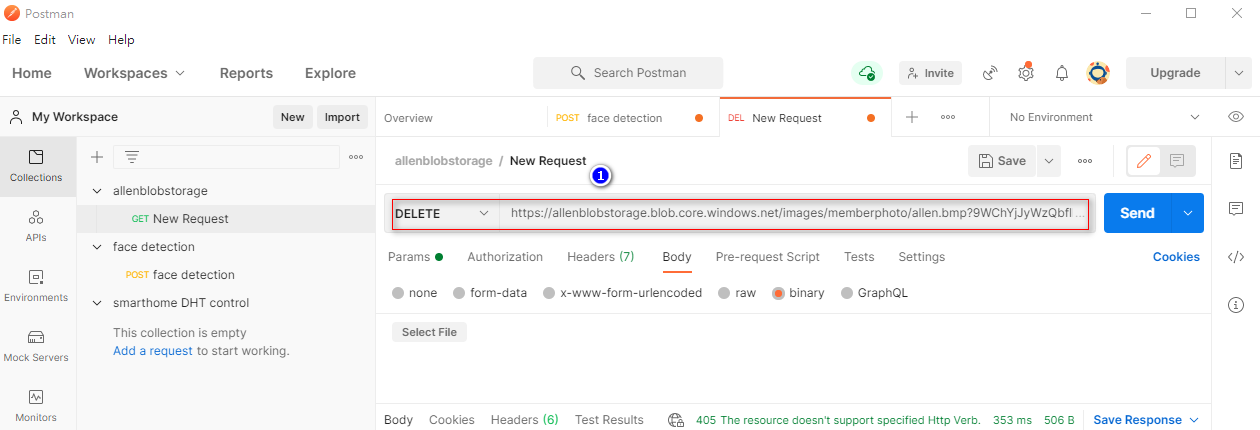 Postman
File Edit View Help
Home Workspaces Reports Explore Search Postman Invite Upgrade
My Workspace New Import Overview POST face detection DEL New Request No Environment
Collections
allenblobstorage / New Request Save
1
allenblobstorage
GET New Request
DELETE https://allenblobstorage.blob.core.windows.net/images/memberphoto/allen.bmp?9WChYjJyWzQbfl ... Send
APIs
face detection
Params Authorization Headers (7) Body Pre-request Script Tests Settings Cookies
POST face detection
Environments
none form-data x-www-form-urlencoded raw binary GraphQL
smarthome DHT control
This collection is empty
Add a request to start working.
Select File
Mock Servers
Monitors
Body Cookies Headers (6) Test Results 405 The resource doesn't support specified Http Verb. 353 ms 506 B Save Response